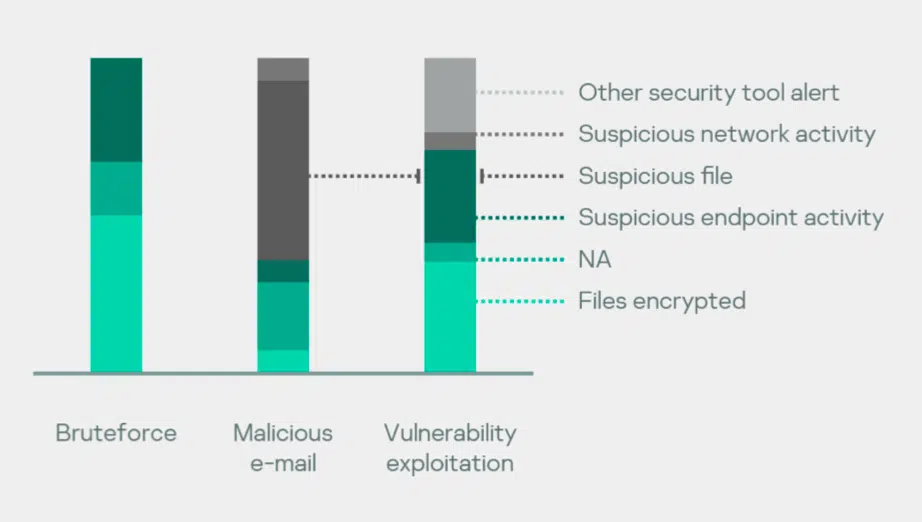 Other security tool alert
Suspicious network activity
Suspicious file
Suspicious endpoint activity
NA
Files encrypted
Bruteforce
Malicious
e-mail
Vulnerability
exploitation